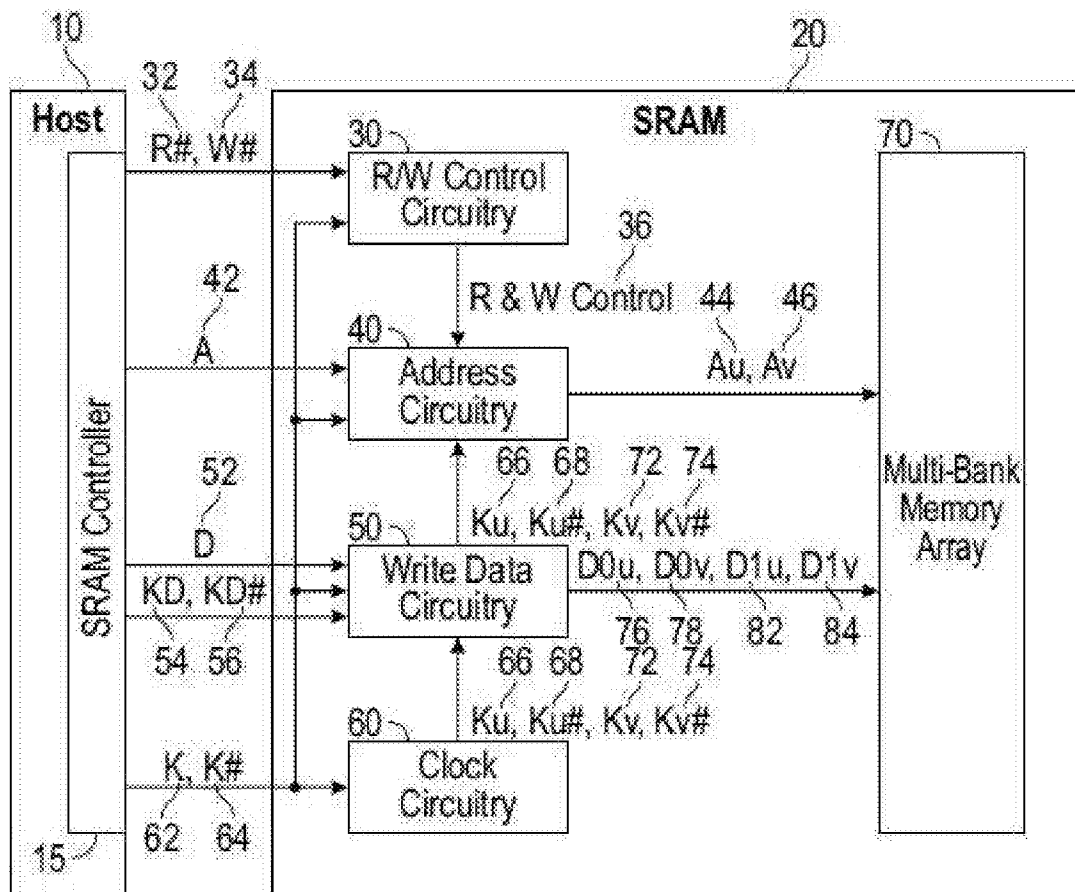 10
20
32 34
Host
SRAM
R#, W#
30
70
R/W Control
Circuitry
36
42
R & W Control
44 46
40
A
Address
Circuitry
Au, Av
SRAM Controller
52
66 68 72 74
Multi-Bank
Memory
Array
Ku, Ku#, Kv, Kv#
50
D
Write Data
Circuitry
D0u, D0v, D1u, D1v
KD, KD#
76 78 82 84
54 56
66 68 72 74
Ku, Ku#, Kv, Kv#
60
K, K#
Clock
Circuitry
62 64
15